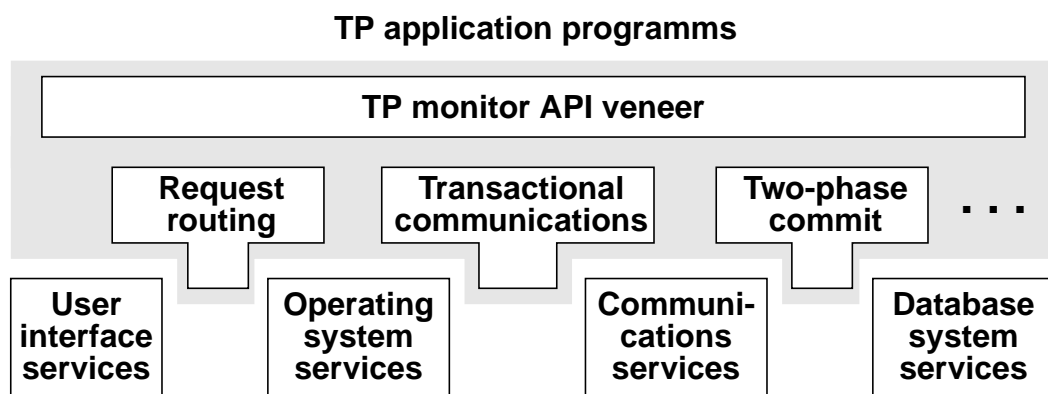 TP application programms
TP monitor API veneer
Request
routing
Transactional
communications
Two-phase
commit
. . .
User
interface
services
Operating
system
services
Communi-
cations
services
Database
system
services